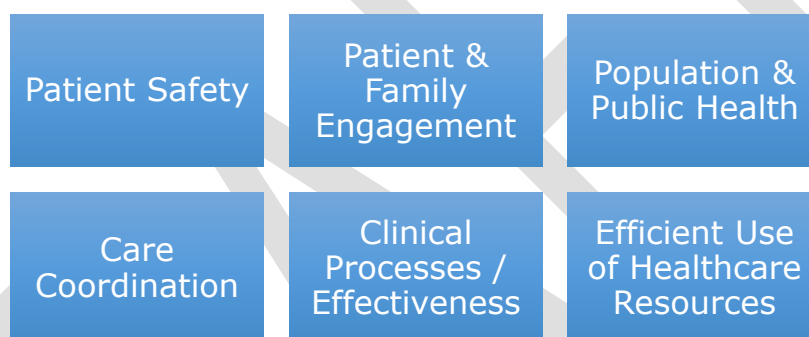 Patient Safety
Patient &
Family
Engagement
Population &
Public Health
Care
Coordination
Clinical
Processes /
Effectiveness
Efficient Use
of Healthcare
Resources